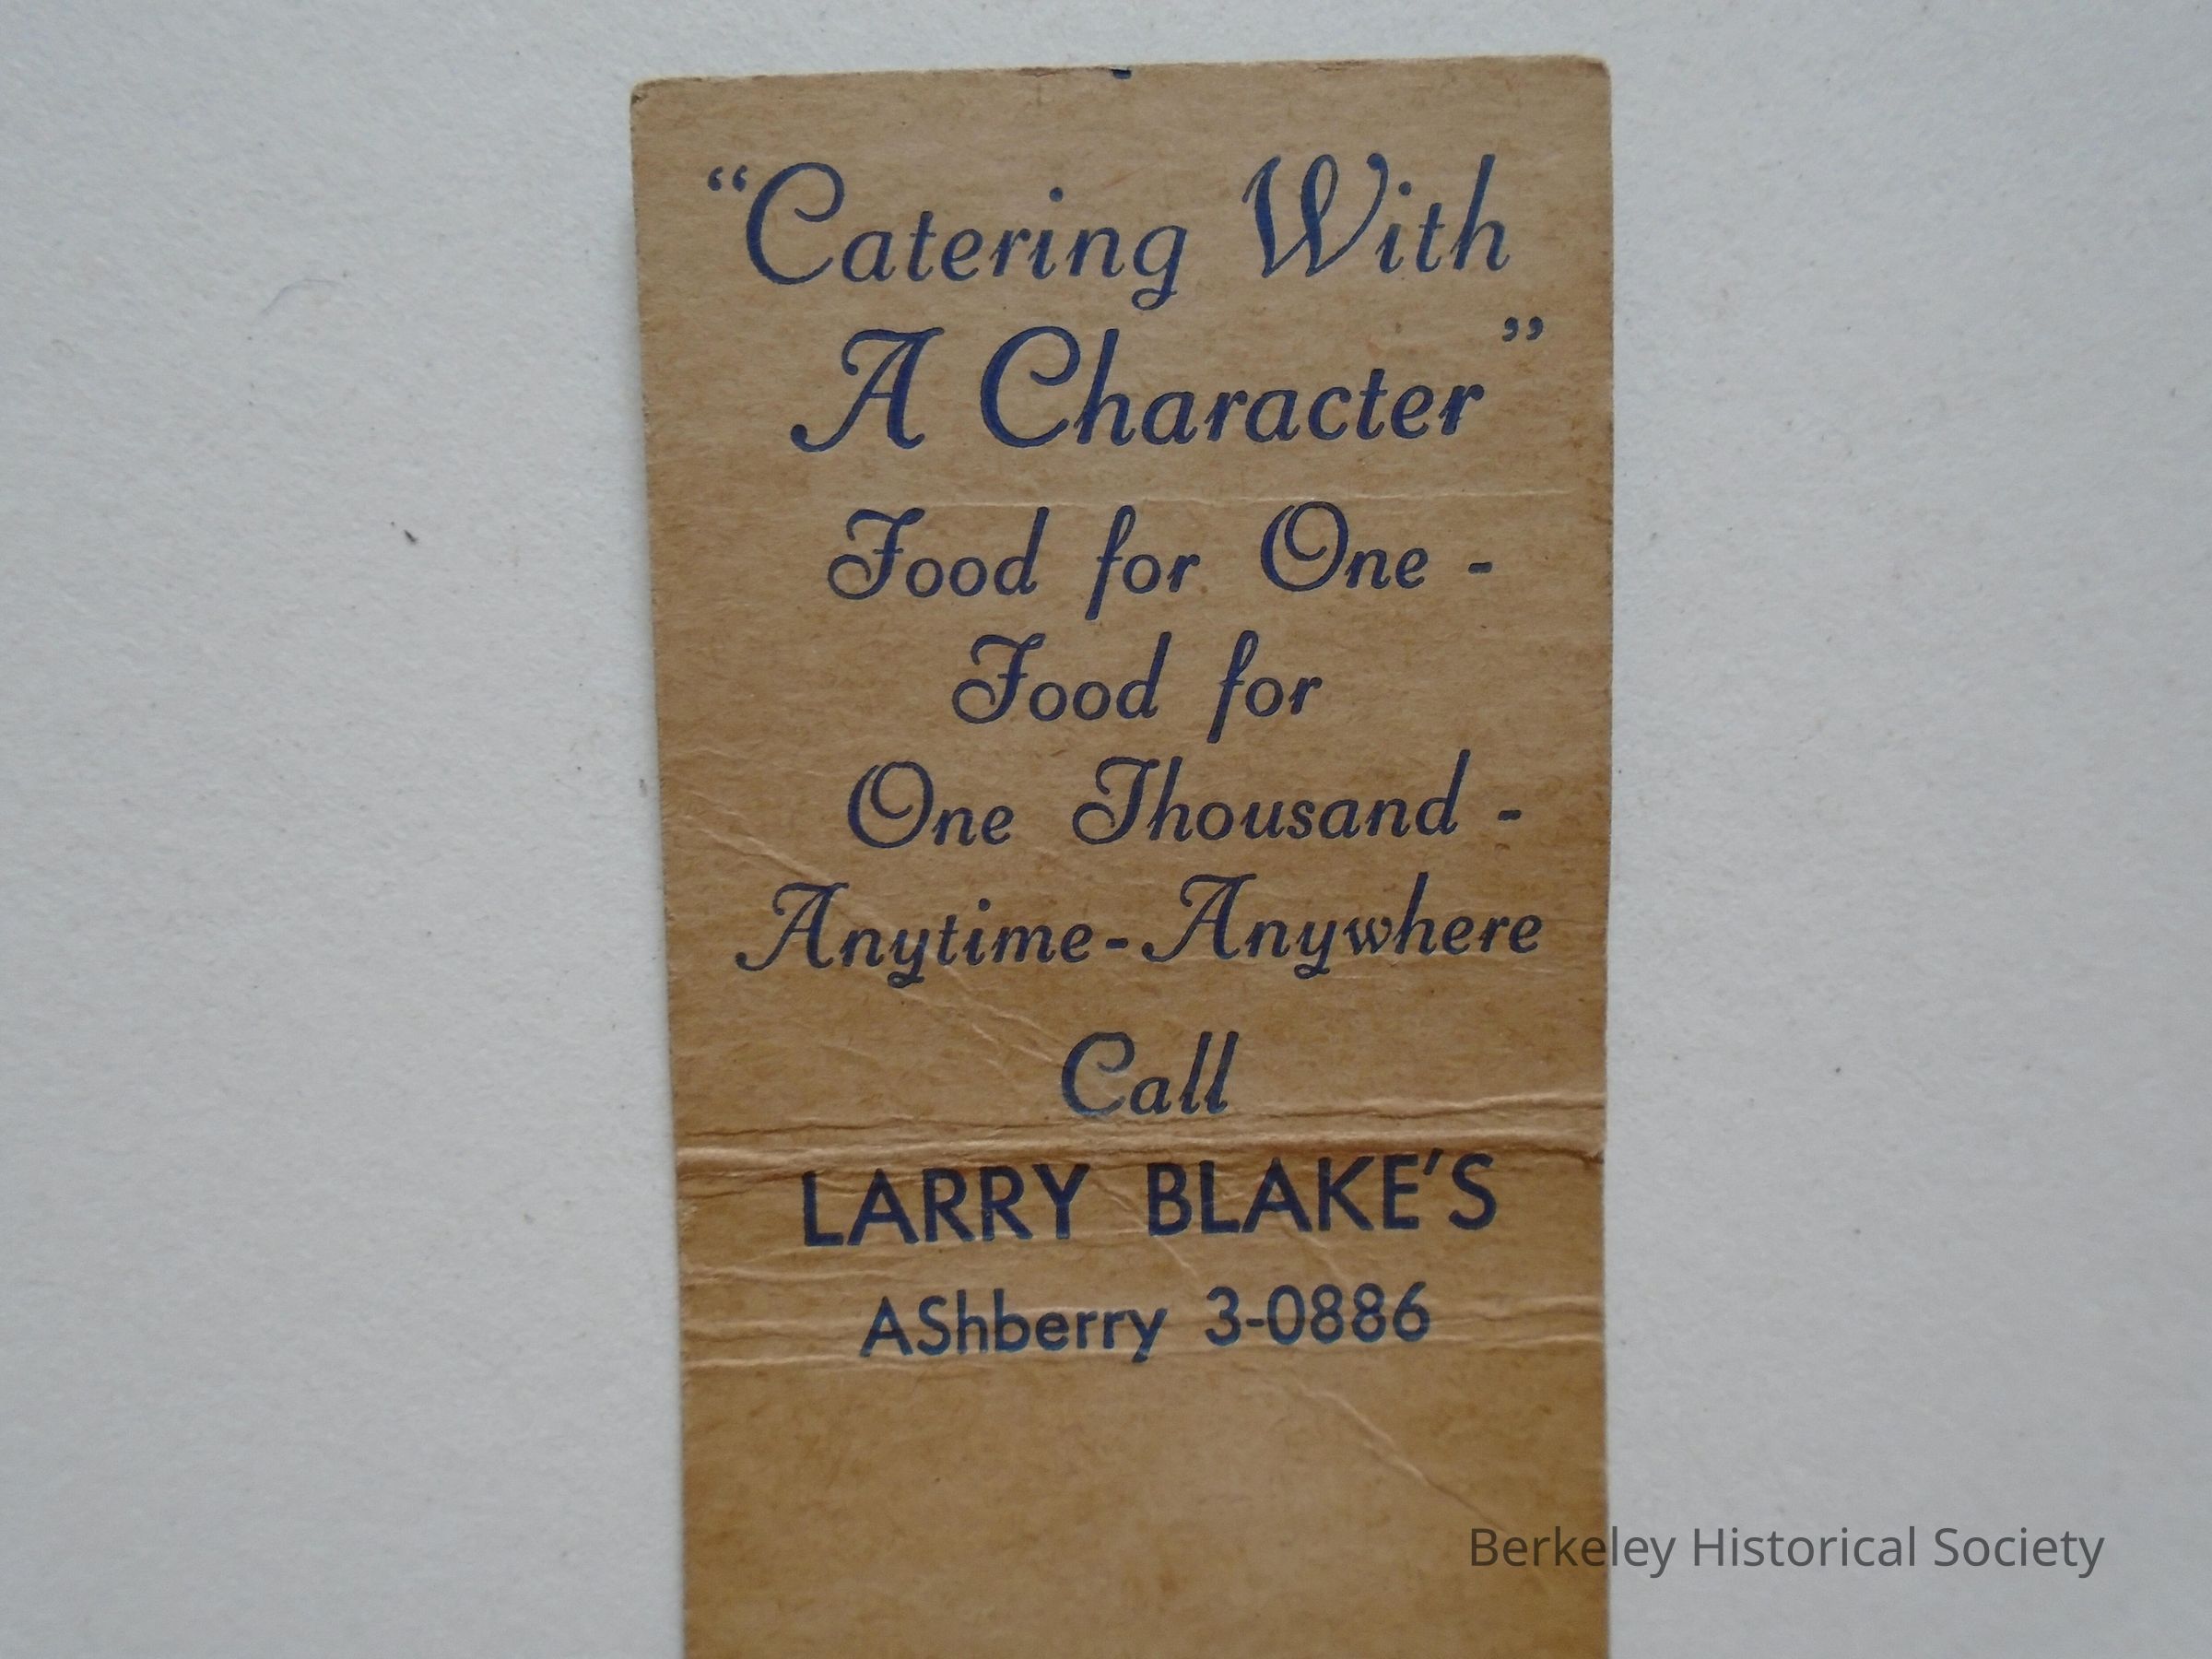 “Catering With
A Character”
Food for One -
Food for
One Thousand -
Anytime-Anywhere
Call
LARRY BLAKE'S
AShberry 3-0886
Berkeley Historical Society